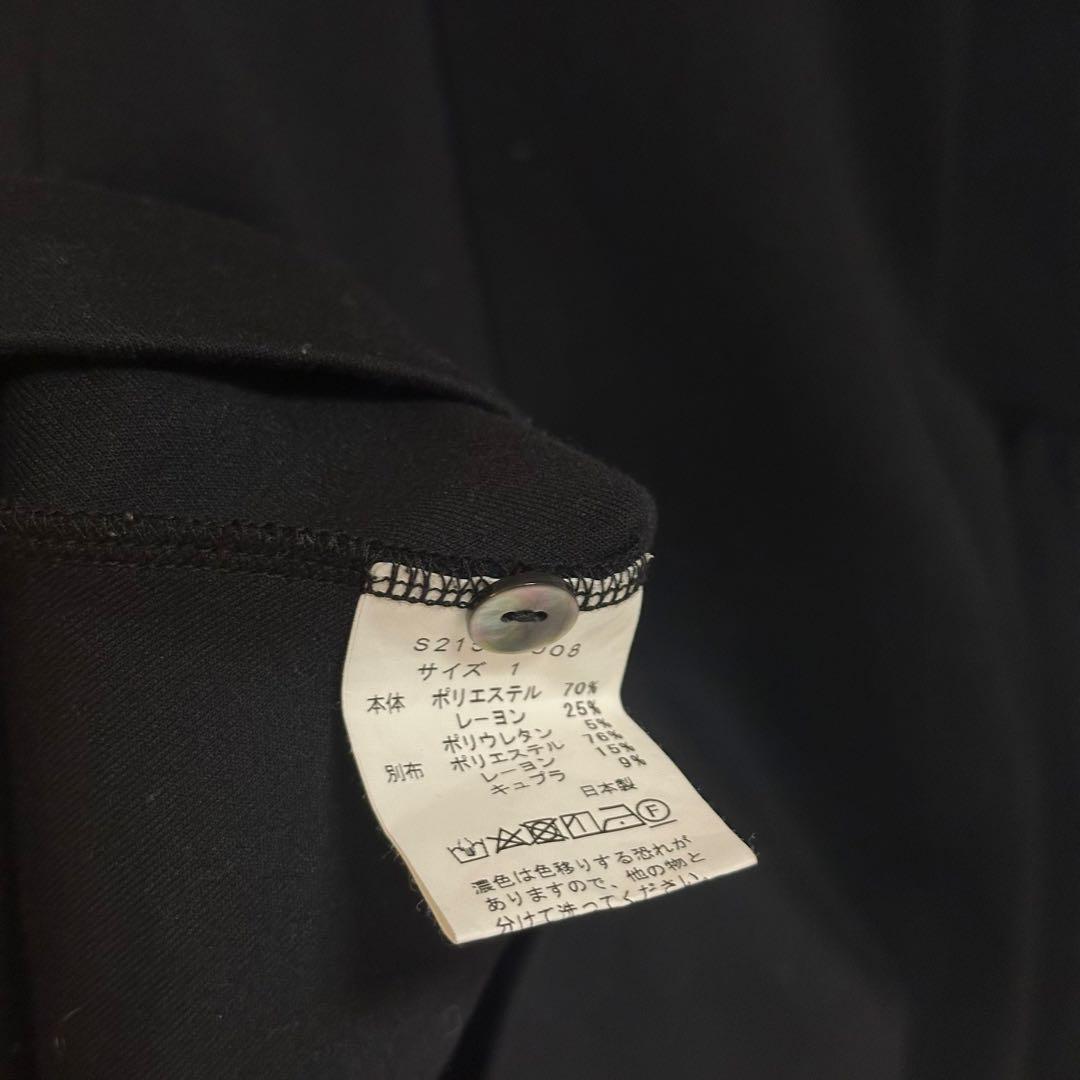 S215 308
サイズ 1
本体 ポリエステル 70%
レーヨン 25%
ポリウレタン 5%
別布 ポリエステル 76%
レーヨン 15%
キュプラ 9%
日本製
F
濃色は色移りする恐れが
ありますので、他の物と
分けて洗ってください。